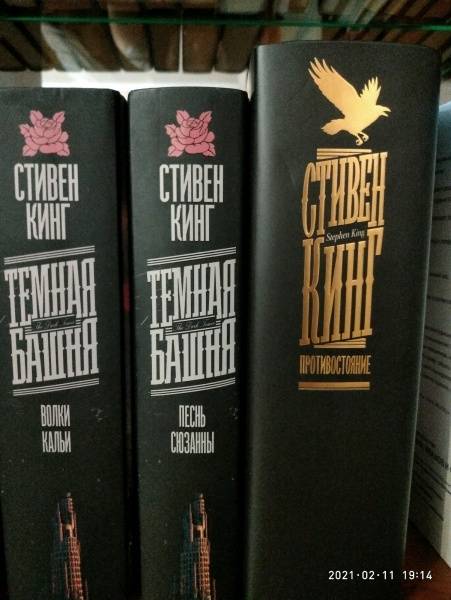 СТИВЕН
КИНГ
ТЕМНАЯ
The Dark Tower
БАШНЯ
ВОЛКИ
КАЛЬИ
СТИВЕН
КИНГ
ТЕМНАЯ
The Dark Tower
БАШНЯ
ПЕСНЬ
СЮЗАННЫ
СТИВЕН
Stephen King
КИНГ
ПРОТИВОСТОЯНИЕ
2021·02·11 19:14